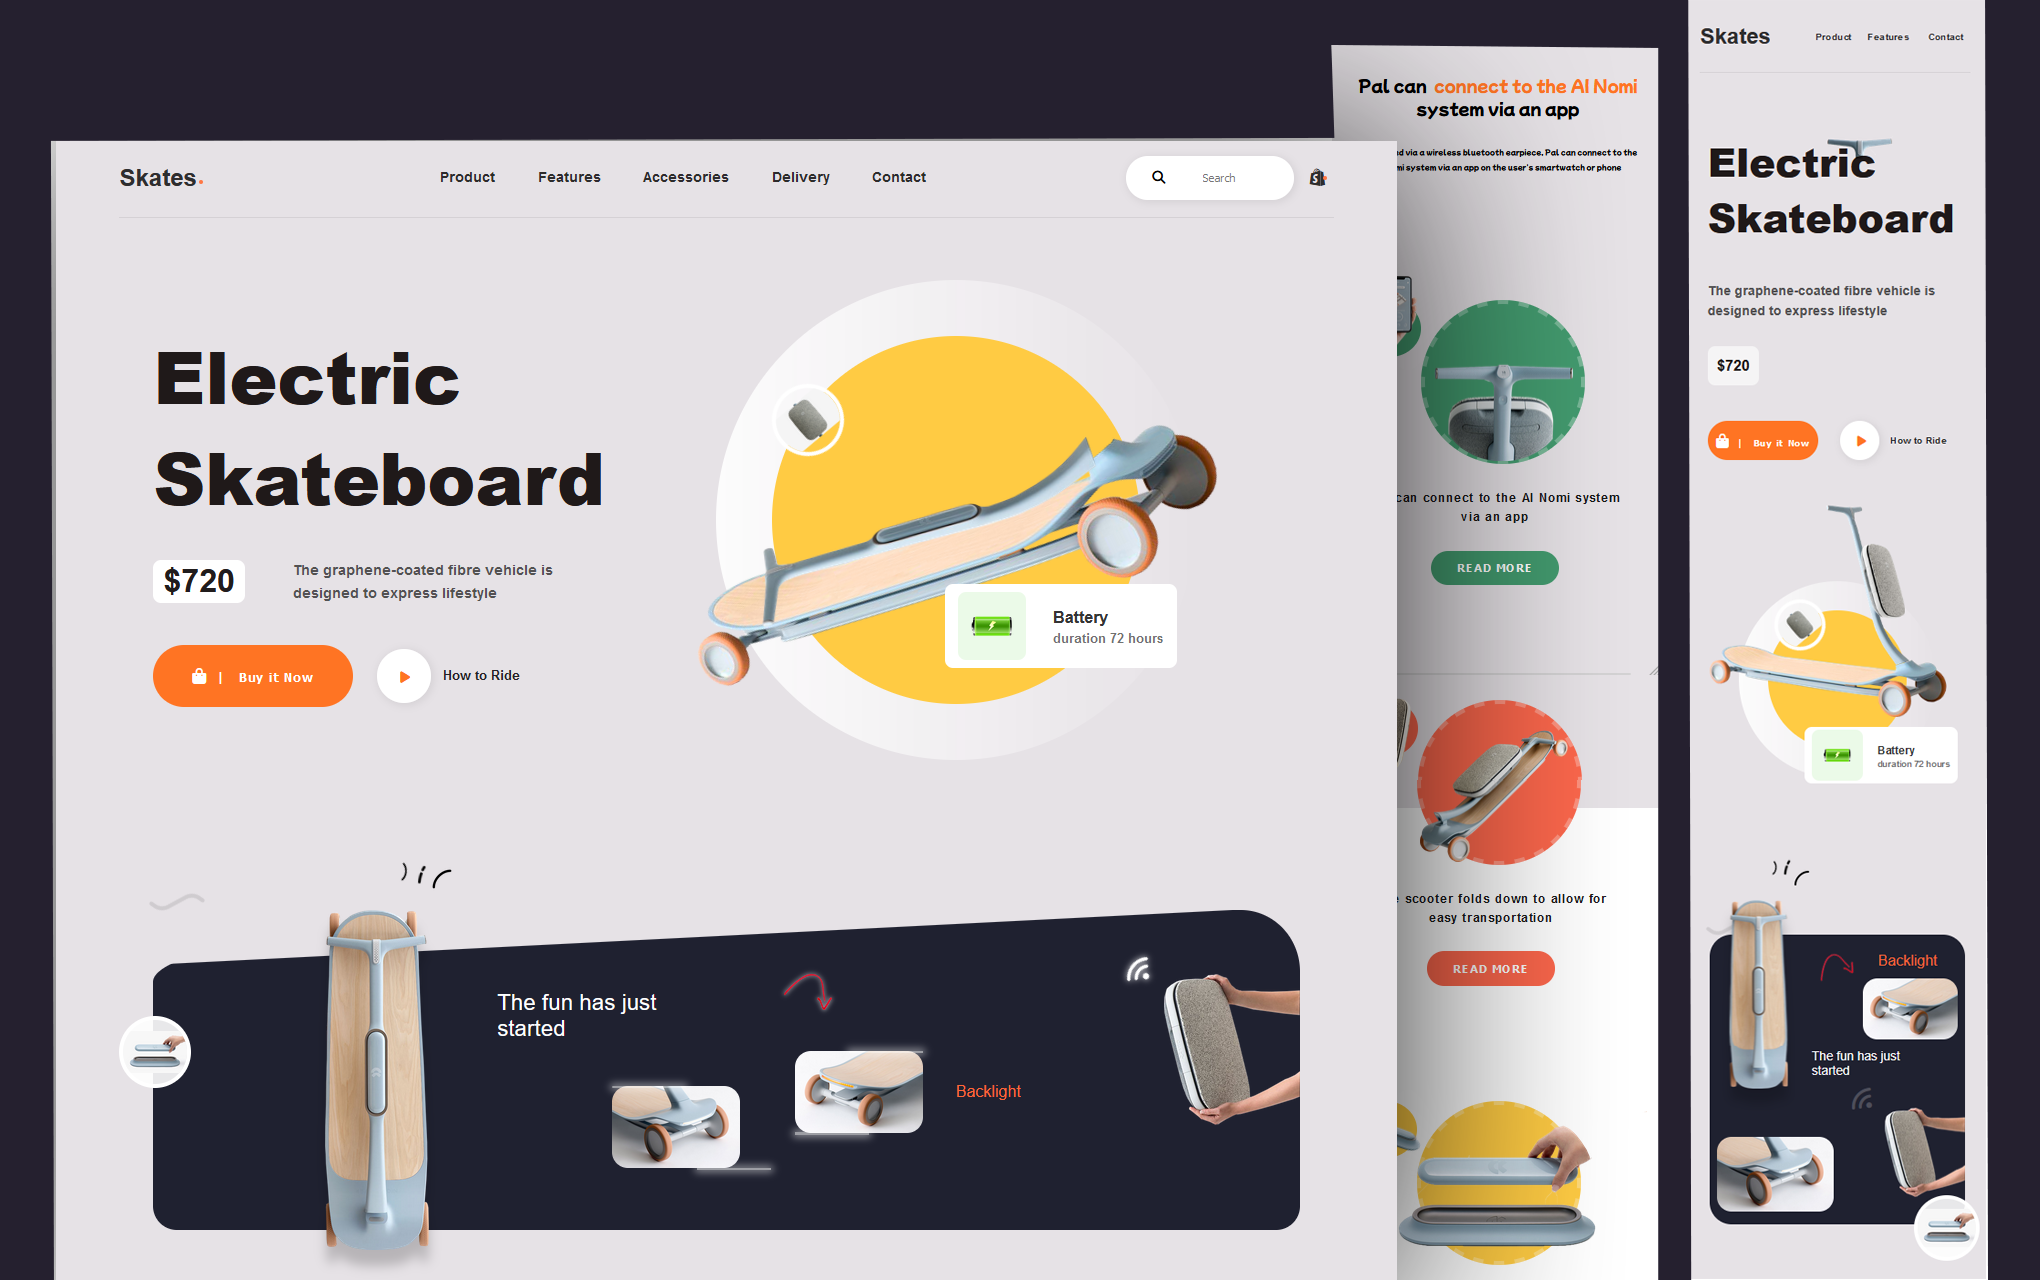 Skates.
Product Features Accessories Delivery Contact
Search
Electric
Skateboard
$720
The graphene-coated fibre vehicle is
designed to express lifestyle
| Buy it Now
How to Ride
Battery
duration 72 hours
The fun has just
started
Backlight
Pal can connect to the AI Nomi
system via an app
via a wireless bluetooth earpiece. Pal can connect to the
system via an app on the user's smartwatch or phone
can connect to the AI Nomi system
via an app
READ MORE
scooter folds down to allow for
easy transportation
READ MORE
Skates
Product Features Contact
Electric
Skateboard
The graphene-coated fibre vehicle is
designed to express lifestyle
$720
| Buy it Now
How to Ride
Battery
duration 72 hours
Backlight
The fun has just
started